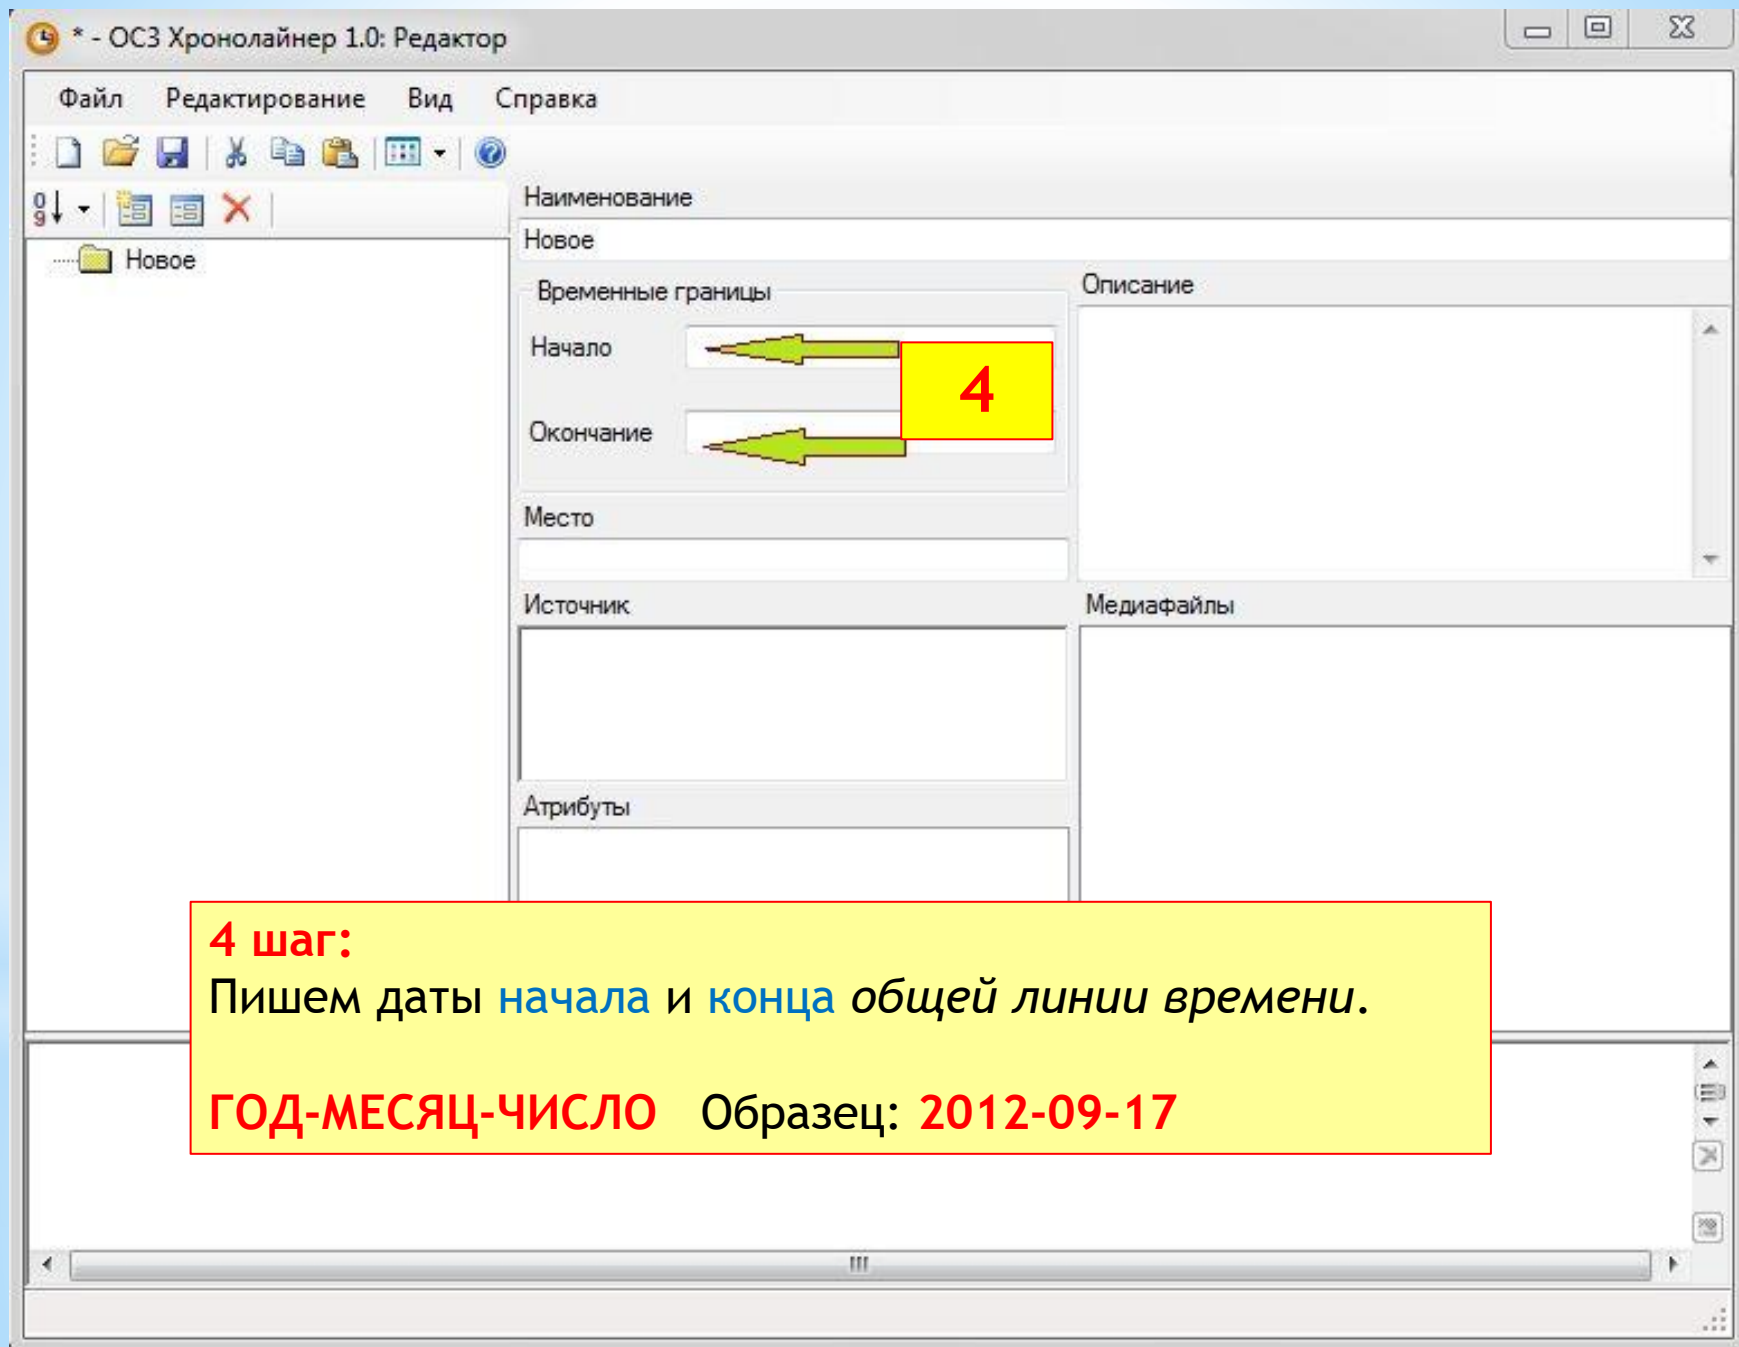 * - ОС3 Хронолайнер 1.0: Редактор
Файл Редактирование Вид Справка
Наименование
Новое
Новое
Временные границы
Описание
Начало
4
Окончание
Место
Источник
Медиафайлы
Атрибуты
4 шаг:
Пишем даты начала и конца общей линии времени.
ГОД-МЕСЯЦ-ЧИСЛО Образец: 2012-09-17